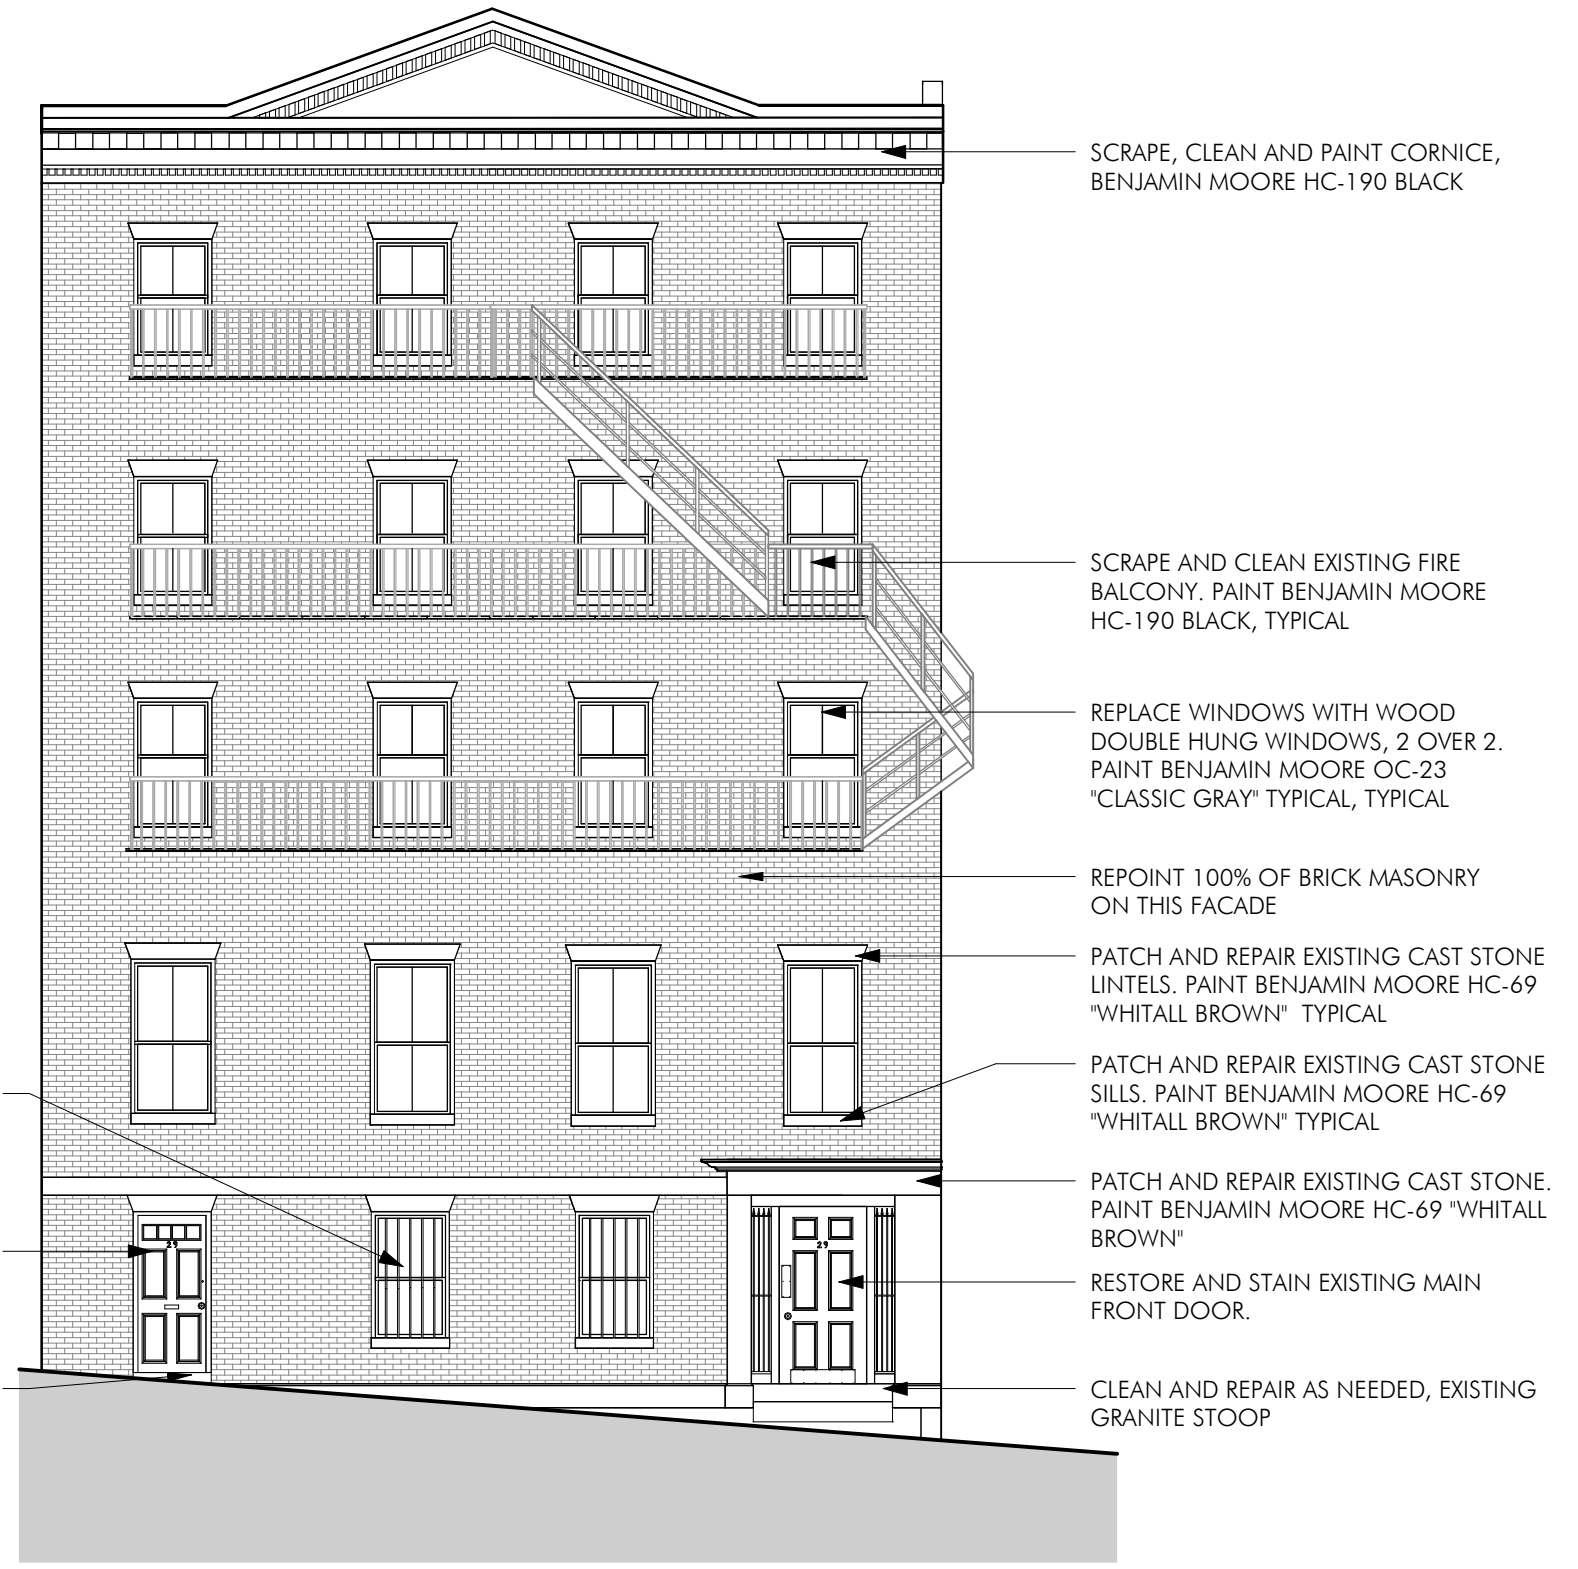 SCRAPE, CLEAN AND PAINT CORNICE,
BENJAMIN MOORE HC-190 BLACK
SCRAPE AND CLEAN EXISTING FIRE
BALCONY. PAINT BENJAMIN MOORE
HC-190 BLACK, TYPICAL
REPLACE WINDOWS WITH WOOD
DOUBLE HUNG WINDOWS, 2 OVER 2.
PAINT BENJAMIN MOORE OC-23
"CLASSIC GRAY" TYPICAL, TYPICAL
REPOINT 100% OF BRICK MASONRY
ON THIS FACADE
PATCH AND REPAIR EXISTING CAST STONE
LINTELS. PAINT BENJAMIN MOORE HC-69
"WHITALL BROWN" TYPICAL
PATCH AND REPAIR EXISTING CAST STONE
SILLS. PAINT BENJAMIN MOORE HC-69
"WHITALL BROWN" TYPICAL
PATCH AND REPAIR EXISTING CAST STONE.
PAINT BENJAMIN MOORE HC-69 "WHITALL
BROWN"
29
29
RESTORE AND STAIN EXISTING MAIN
FRONT DOOR.
CLEAN AND REPAIR AS NEEDED, EXISTING
GRANITE STOOP